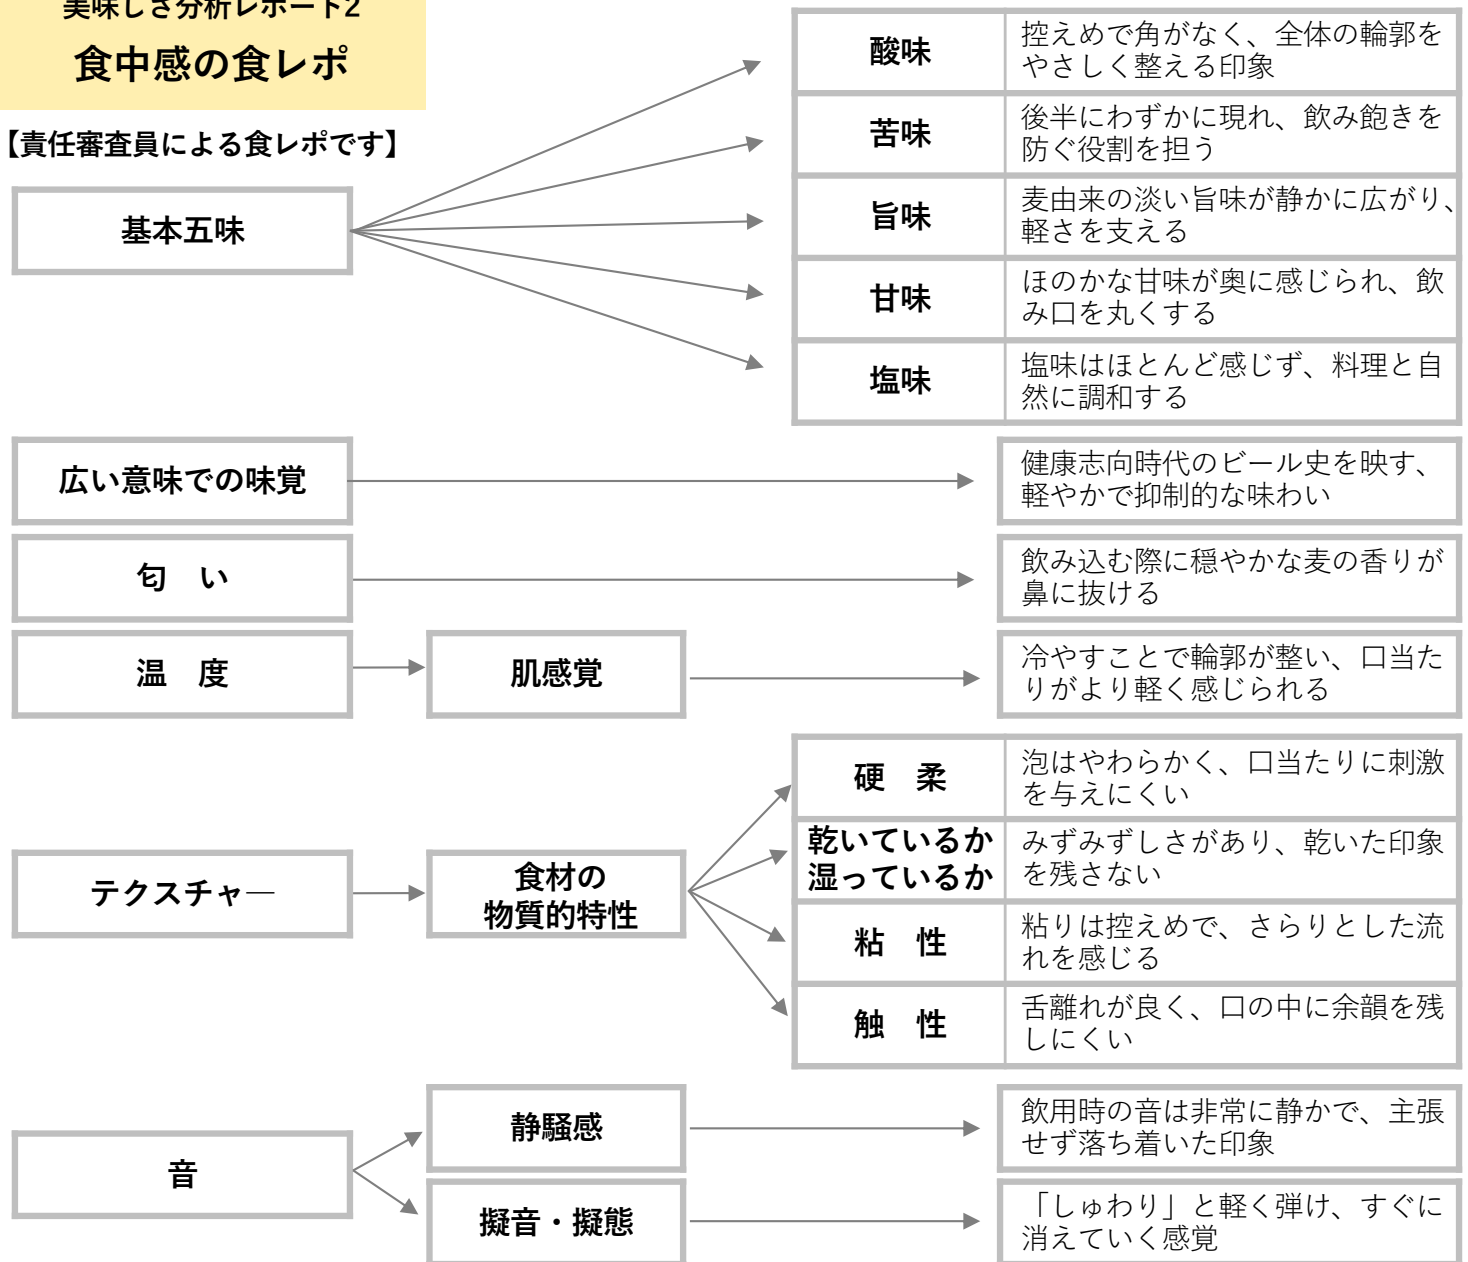 美味しさ分析レポート2
食中感の食レポ
【責任審査員による食レポです】
基本五味
酸味
控えめで角がなく、全体の輪郭を
やさしく整える印象
苦味
後半にわずかに現れ、飲み飽きを
防ぐ役割を担う
旨味
麦由来の淡い旨味が静かに広がり、
軽さを支える
甘味
ほのかな甘味が奥に感じられ、飲
み口を丸くする
塩味
塩味はほとんど感じず、料理と自
然に調和する
広い意味での味覚
健康志向時代のビール史を映す、
軽やかで抑制的な味わい
匂　い
飲み込む際に穏やかな麦の香りが
鼻に抜ける
温　度
肌感覚
冷やすことで輪郭が整い、口当た
りがより軽く感じられる
テクスチャ―
食材の
物質的特性
硬　柔
泡はやわらかく、口当たりに刺激
を与えにくい
乾いているか
湿っているか
みずみずしさがあり、乾いた印象
を残さない
粘　性
粘りは控えめで、さらりとした流
れを感じる
触　性
舌離れが良く、口の中に余韻を残
しにくい
音
静騒感
飲用時の音は非常に静かで、主張
せず落ち着いた印象
擬音・擬態
「しゅわり」と軽く弾け、すぐに
消えていく感覚